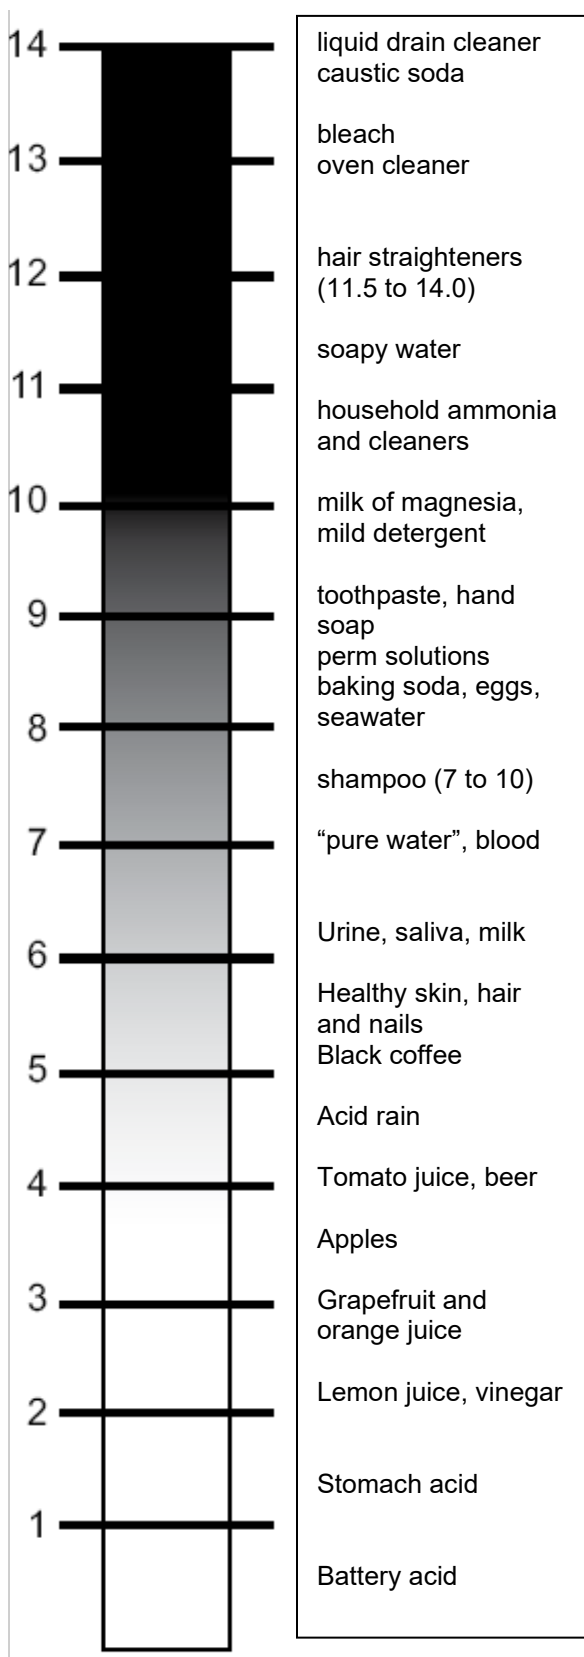 14
13
12
11
10
9
8
7
6
5
4
3
2
1
liquid drain cleaner
caustic soda
bleach
oven cleaner
hair straighteners
(11.5 to 14.0)
soapy water
household ammonia
and cleaners
milk of magnesia,
mild detergent
toothpaste, hand
soap
perm solutions
baking soda, eggs,
seawater
shampoo (7 to 10)
“pure water”, blood
Urine, saliva, milk
Healthy skin, hair
and nails
Black coffee
Acid rain
Tomato juice, beer
Apples
Grapefruit and
orange juice
Lemon juice, vinegar
Stomach acid
Battery acid